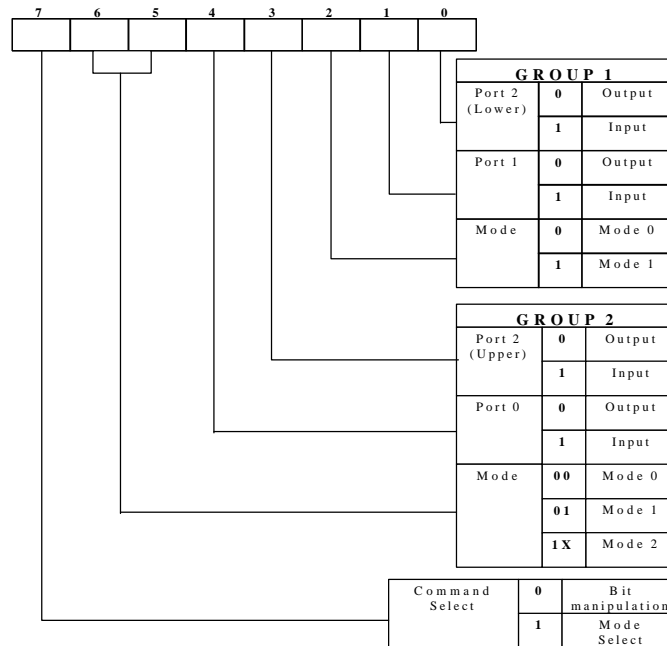 7 6 5 4 3 2 1 0
GROUP 1
Port 2 0 Output
(Lower)
1 Input
Port 1 0 Output
1 Input
Mode 0 Mode 0
1 Mode 1
GROUP 2
Port 2 0 Output
(Upper)
1 Input
Port 0 0 Output
1 Input
Mode 00 Mode 0
01 Mode 1
1X Mode 2
Command 0 Bit
Select manipulation
1 Mode
Select